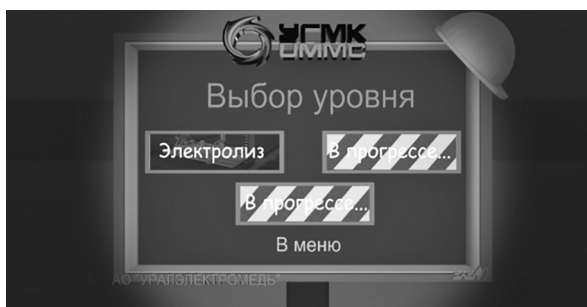 УГМК
UMMC
Выбор уровня
Электролиз
В прогрессе...
В прогрессе...
В меню
АО "УРАЛЭЛЕКТРОМЕДЬ"